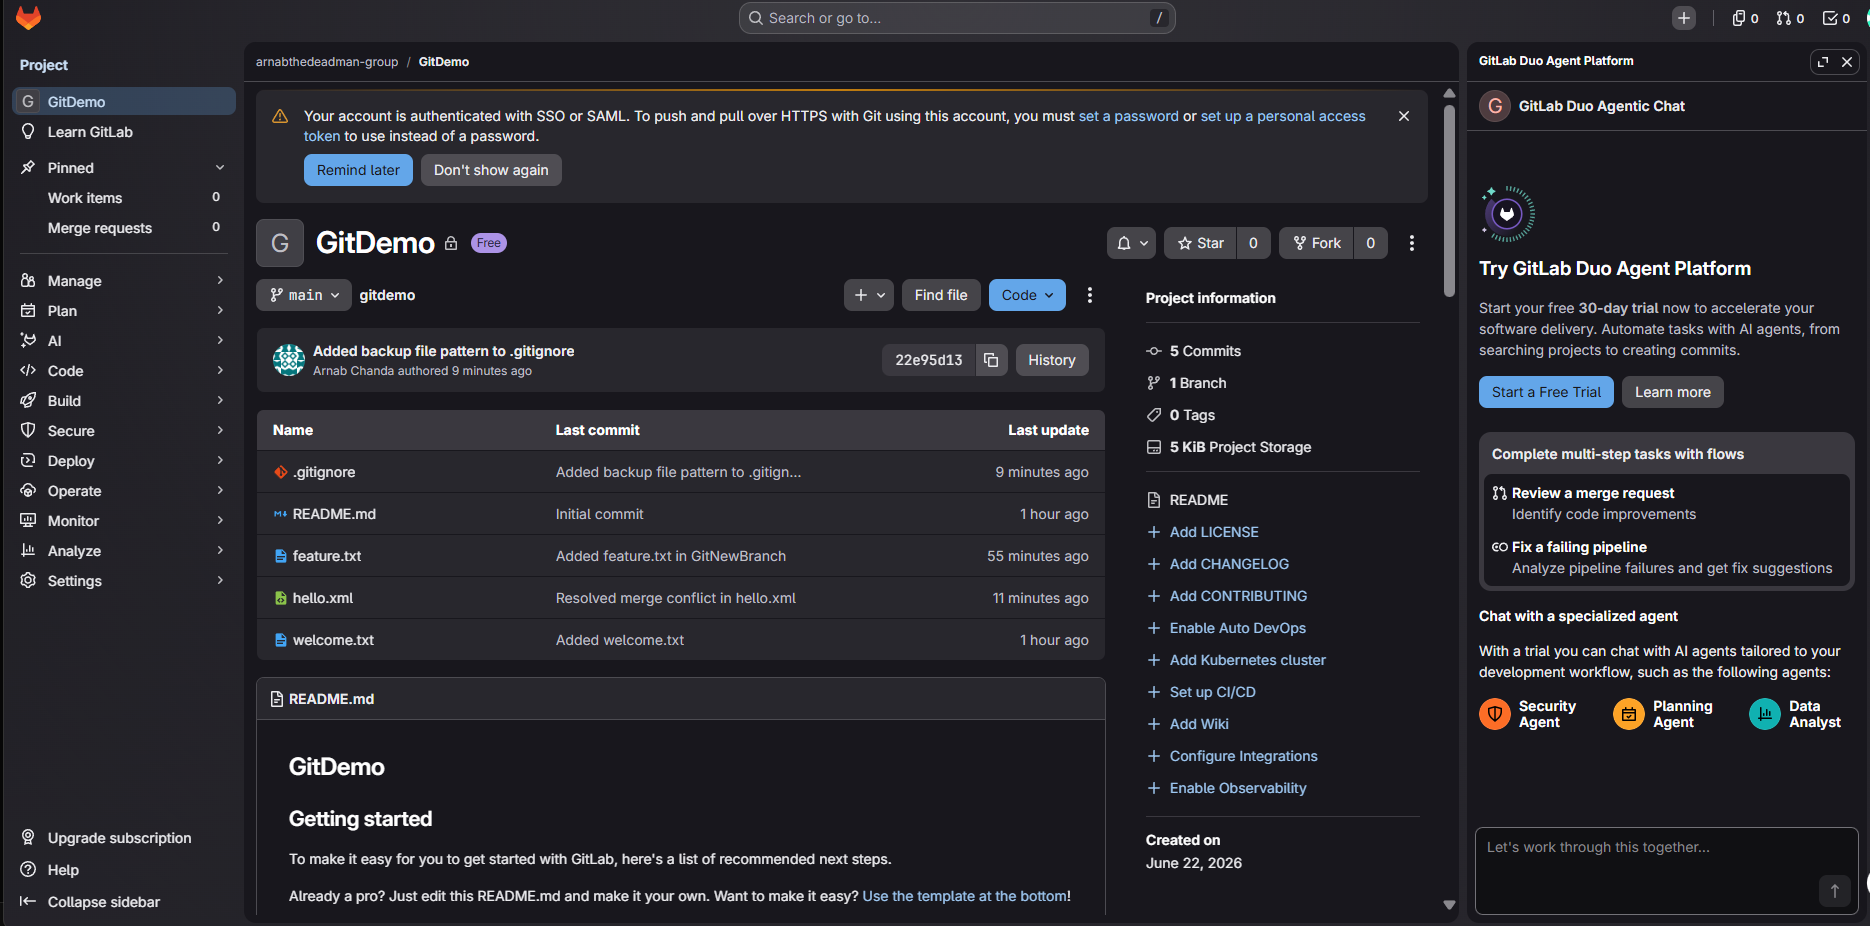 Search or go to...
/
0
0
0
Project
G
GitDemo
Learn GitLab
Pinned
Work items
0
Merge requests
0
Manage
Plan
AI
Code
Build
Secure
Deploy
Operate
Monitor
Analyze
Settings
Upgrade subscription
Help
Collapse sidebar
arnabthedeadman-group / GitDemo
Your account is authenticated with SSO or SAML. To push and pull over HTTPS with Git using this account, you must set a password or set up a personal access
token to use instead of a password.
Remind later
Don't show again
G
GitDemo
Free
Star
0
Fork
0
main
gitdemo
Find file
Code
Added backup file pattern to .gitignore
Arnab Chanda authored 9 minutes ago
22e95d13
History
Name
Last commit
Last update
.gitignore
Added backup file pattern to .gitign...
9 minutes ago
README.md
Initial commit
1 hour ago
feature.txt
Added feature.txt in GitNewBranch
55 minutes ago
hello.xml
Resolved merge conflict in hello.xml
11 minutes ago
welcome.txt
Added welcome.txt
1 hour ago
README.md
GitDemo
Getting started
To make it easy for you to get started with GitLab, here's a list of recommended next steps.
Already a pro? Just edit this README.md and make it your own. Want to make it easy? Use the template at the bottom!
Project information
5 Commits
1 Branch
0 Tags
5 KiB Project Storage
README
Add LICENSE
Add CHANGELOG
Add CONTRIBUTING
Enable Auto DevOps
Add Kubernetes cluster
Set up CI/CD
Add Wiki
Configure Integrations
Enable Observability
Created on
June 22, 2026
GitLab Duo Agent Platform
G
GitLab Duo Agentic Chat
Try GitLab Duo Agent Platform
Start your free 30-day trial now to accelerate your
software delivery. Automate tasks with AI agents, from
searching projects to creating commits.
Start a Free Trial
Learn more
Complete multi-step tasks with flows
Review a merge request
Identify code improvements
Fix a failing pipeline
Analyze pipeline failures and get fix suggestions
Chat with a specialized agent
With a trial you can chat with AI agents tailored to your
development workflow, such as the following agents:
Security
Agent
Planning
Agent
Data
Analyst
Let's work through this together...